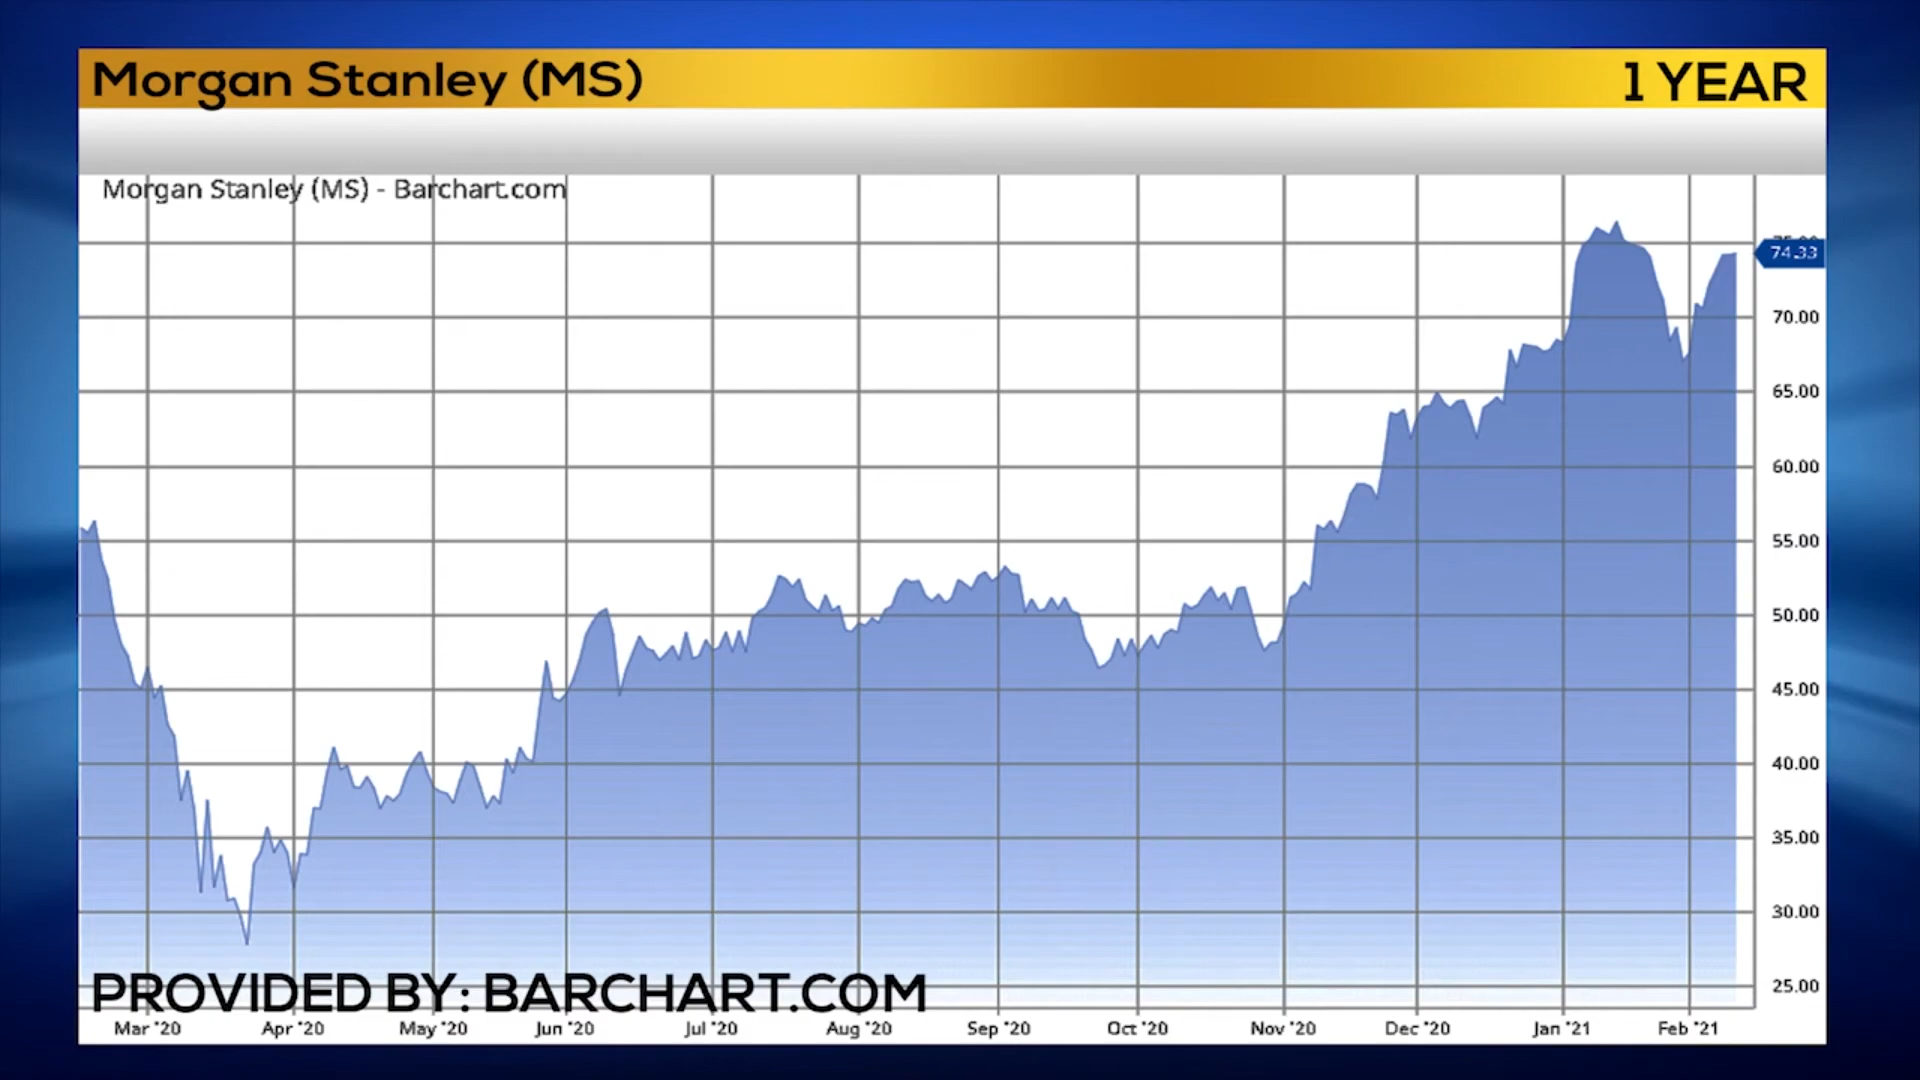 Morgan Stanley (MS)
1 YEAR
Morgan Stanley (MS) - Barchart.com
74.33
70.00
65.00
60.00
55.00
50.00
45.00
40.00
35.00
30.00
25.00
PROVIDED BY: BARCHART.COM
Mar '20 Apr '20 May '20 Jun '20 Jul '20 Aug '20 Sep '20 Oct '20 Nov '20 Dec '20 Jan '21 Feb '21